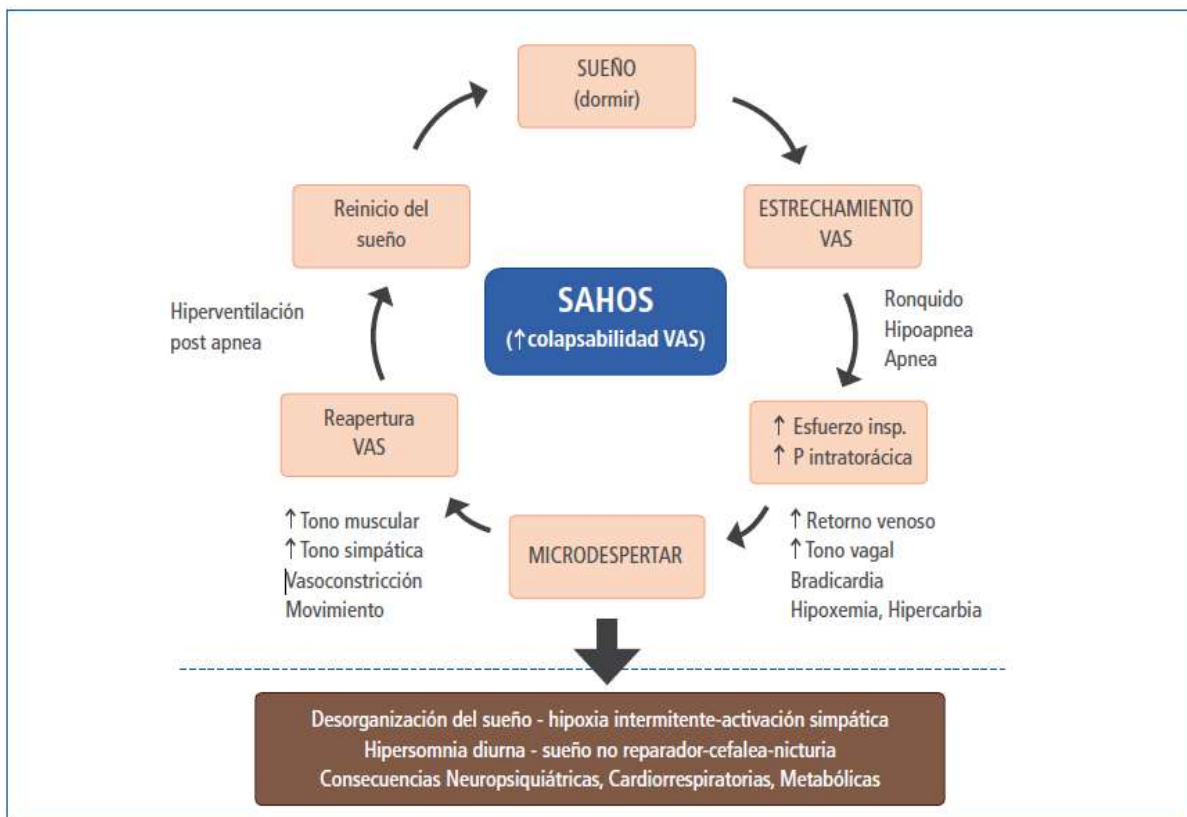 SUEÑO
(dormir)
ESTRECHAMIENTO
VAS
Ronquido
Hipoapnea
Apnea
↑ Esfuerzo insp.
↑ P intratorácica
↑ Retorno venoso
↑ Tono vagal
Bradicardia
Hipoxemia, Hipercarbia
MICRODESPERTAR
↑ Tono muscular
↑ Tono simpática
Vasoconstricción
Movimiento
Reapertura
VAS
Hiperventilación
post apnea
Reinicio del
sueño
SAHOS
(↑colapsabilidad VAS)
Desorganización del sueño - hipoxia intermitente-activación simpática
Hipersomnia diurna - sueño no reparador-cefalea-nicturia
Consecuencias Neuropsiquiátricas, Cardiorrespiratorias, Metabólicas